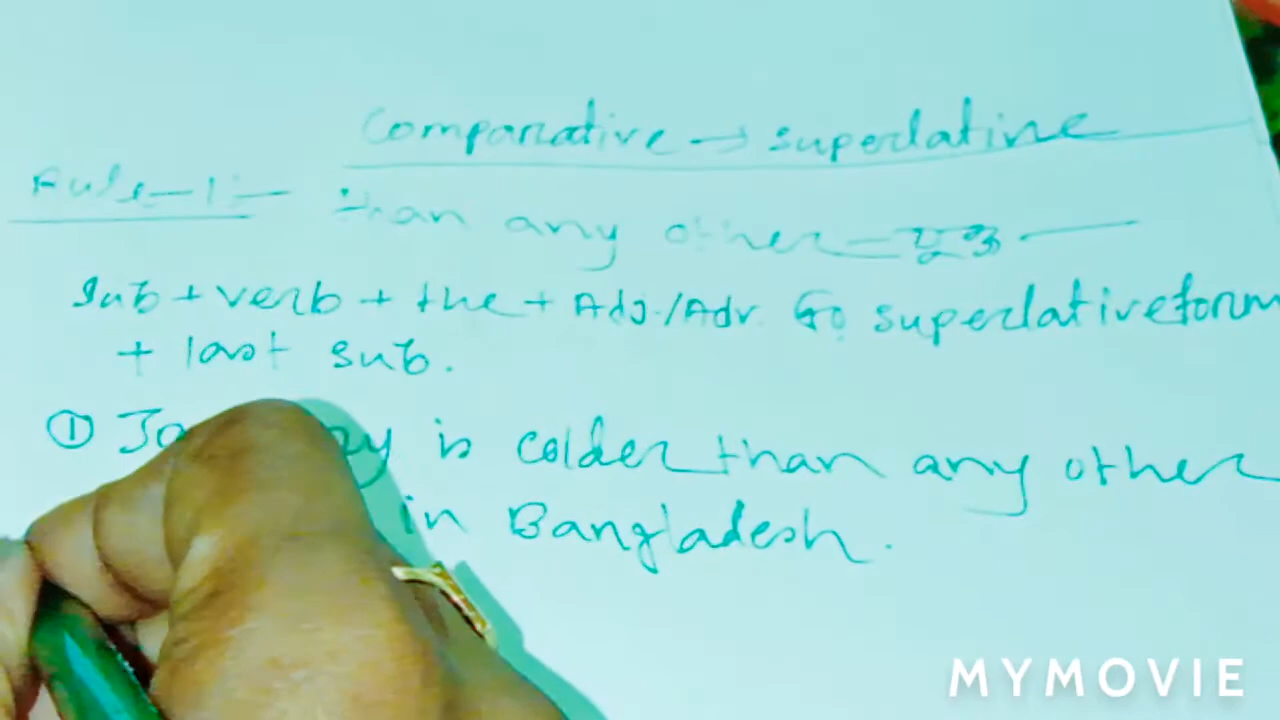 Comparative → superlative
Rule-1:- than any other - যুক্ত
Sub + verb + the + Adj./Adv. এর superlative form
+ last sub.
① is colder than any other
in Bangladesh.
MYMOVIE